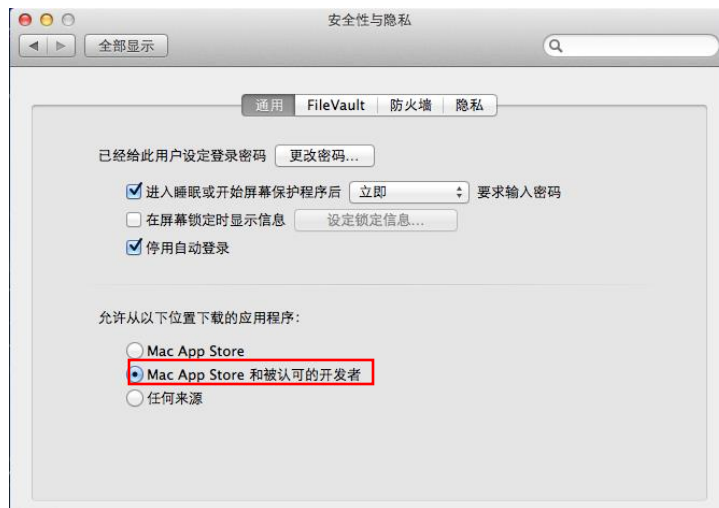 安全性与隐私
全部显示
通用 FileVault 防火墙 隐私
已经给此用户设定登录密码 更改密码...
进入睡眠或开始屏幕保护程序后 立即 要求输入密码
在屏幕锁定时显示信息 设定锁定信息...
停用自动登录
允许从以下位置下载的应用程序：
Mac App Store
Mac App Store 和被认可的开发者
任何来源